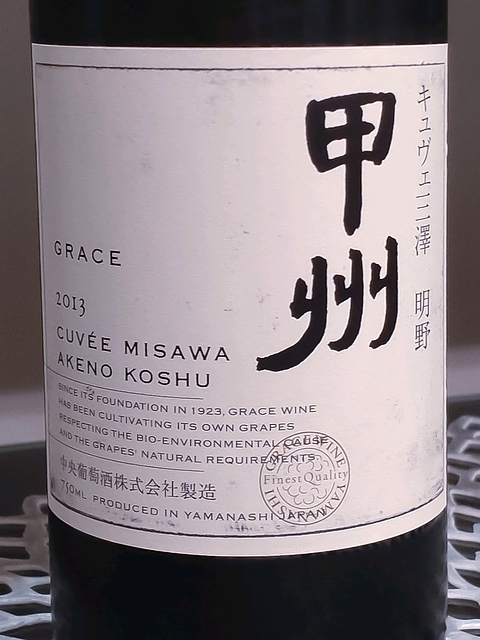 甲州
キュヴェ三澤 明野
GRACE
2013
CUVÉE MISAWA
AKENO KOSHU
SINCE ITS FOUNDATION IN 1923, GRACE WINE
HAS BEEN CULTIVATING ITS OWN GRAPES
RESPECTING THE BIO-ENVIRONMENTAL CAUSE
AND THE GRAPES' NATURAL REQUIREMENTS.
中央葡萄酒株式会社製造
750ML PRODUCED IN YAMANASHI JAPAN
GRACE WINE YAMANASHI
Finest Quality